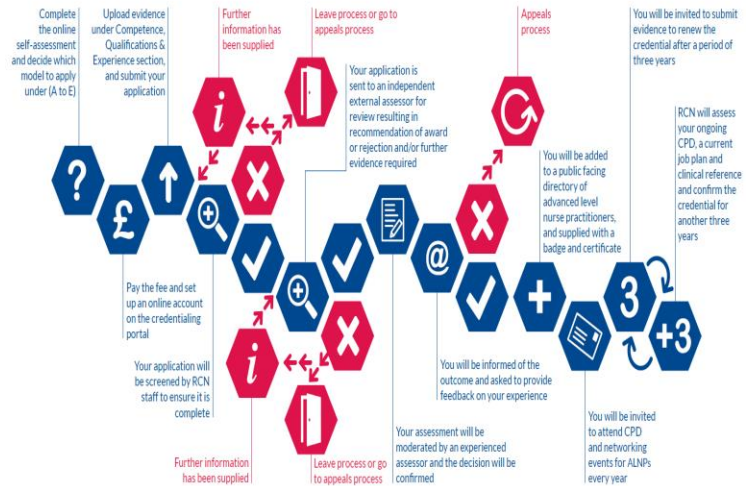 Complete
the online
self-assessment
and decide which
model to apply
under (A to E)
Upload evidence
under Competence,
Qualifications &
Experience section,
and submit your
application
Further
information has
been supplied
Leave process or go to
appeals process
Your application is
sent to an independent
external assessor for
review resulting in
recommendation of award
or rejection and/or further
evidence required
Appeals
process
You will be added
to a public facing
directory of
advanced level
nurse practitioners,
and supplied with a
badge and certificate
You will be invited to submit
evidence to renew the
credential after a period of
three years
RCN will assess
your ongoing
CPD, a current
job plan and
clinical reference
and confirm the
credential for
another three
years
?
£
i
@
+
3
+3
i
Pay the fee and set
up an online account
on the credentialing
portal
Your application will
be screened by RCN
staff to ensure it is
complete
Further information
has been supplied
Leave process or go
to appeals process
Your assessment will be
moderated by an experienced
assessor and the decision will be
confirmed
You will be informed of the
outcome and asked to provide
feedback on your experience
You will be invited
to attend CPD
and networking
events for ALNPs
every year